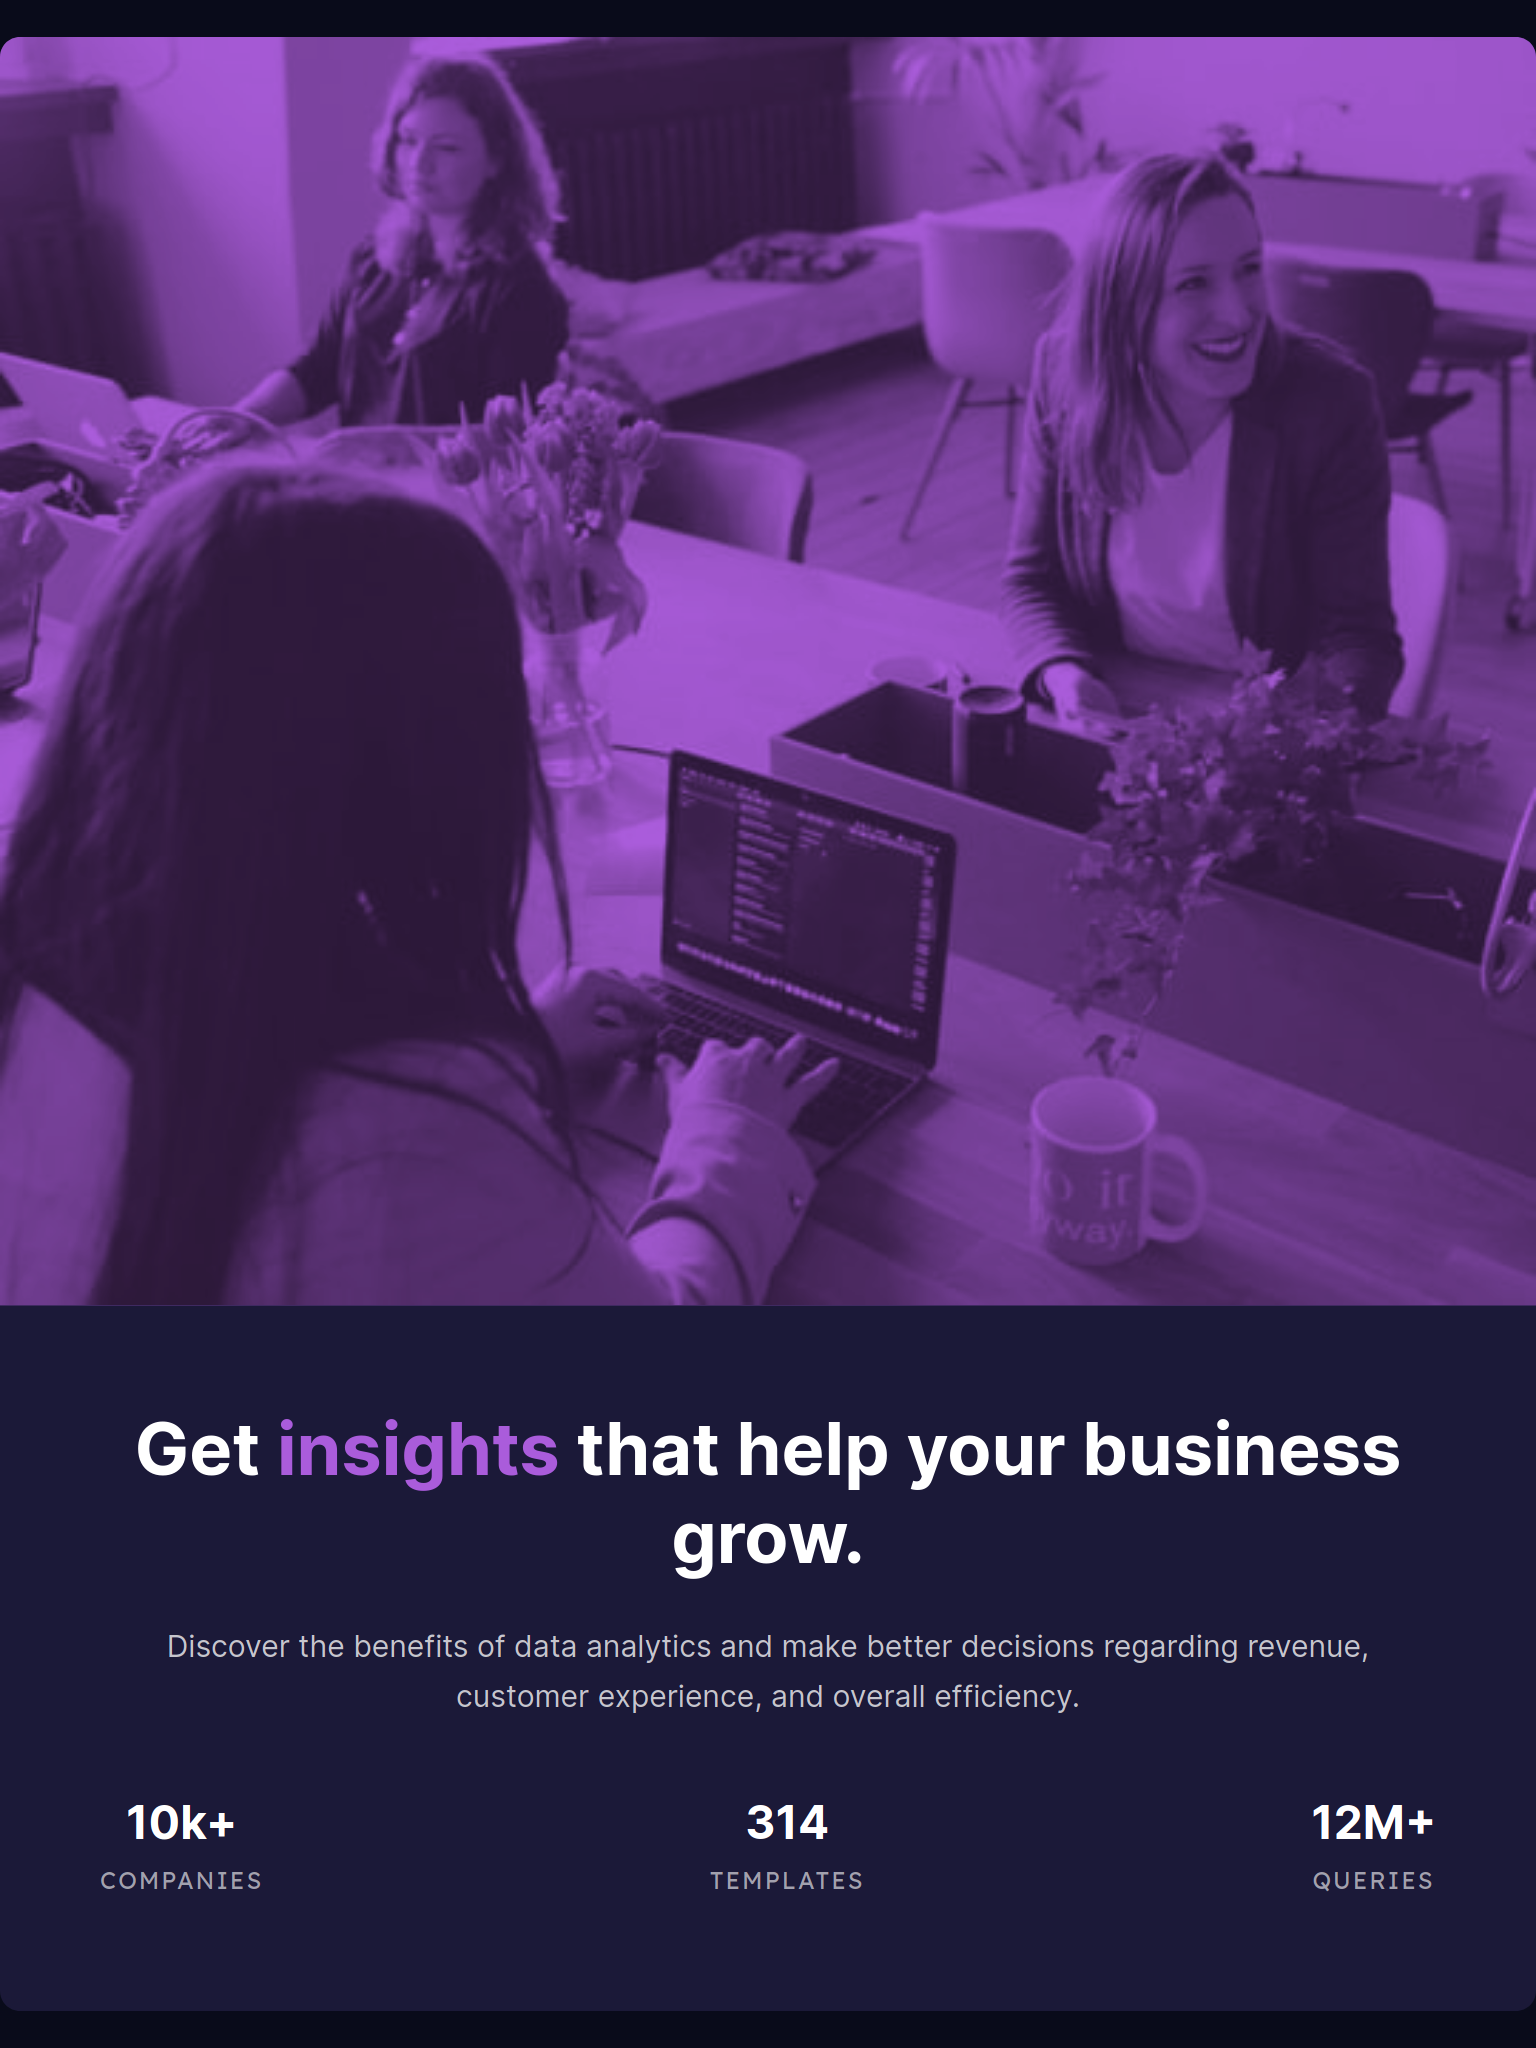 way.
Get insights that help your business
grow.
Discover the benefits of data analytics and make better decisions regarding revenue,
customer experience, and overall efficiency.
10k+ 314 12M+
COMPANIES TEMPLATES QUERIES